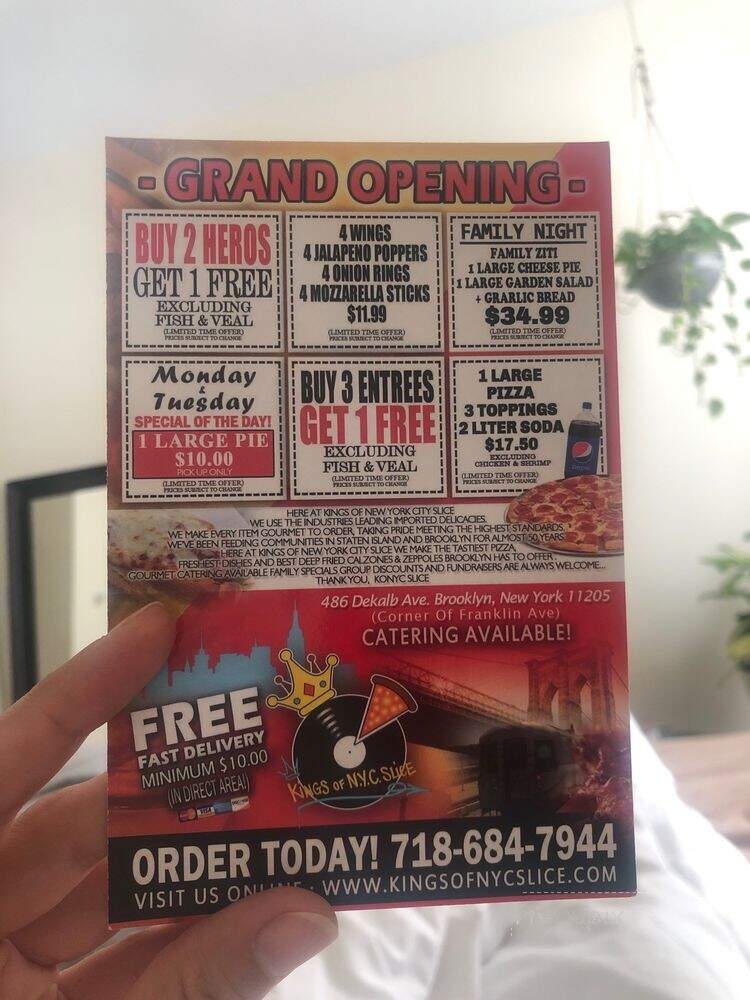 - GRAND OPENING -
BUY 2 HEROS
GET 1 FREE
EXCLUDING
FISH & VEAL
(LIMITED TIME OFFER)
PRICES SUBJECT TO CHANGE
4 WINGS
4 JALAPENO POPPERS
4 ONION RINGS
4 MOZZARELLA STICKS
$11.99
(LIMITED TIME OFFER)
PRICES SUBJECT TO CHANGE
FAMILY NIGHT
FAMILY ZITI
1 LARGE CHEESE PIE
1 LARGE GARDEN SALAD
+ GRARLIC BREAD
$34.99
(LIMITED TIME OFFER)
PRICES SUBJECT TO CHANGE
Monday
&
Tuesday
SPECIAL OF THE DAY!
1 LARGE PIE
$10.00
PICK UP ONLY
(LIMITED TIME OFFER)
PRICES SUBJECT TO CHANGE
BUY 3 ENTREES
GET 1 FREE
EXCLUDING
FISH & VEAL
(LIMITED TIME OFFER)
PRICES SUBJECT TO CHANGE
1 LARGE
PIZZA
3 TOPPINGS
2 LITER SODA
$17.50
EXCLUDING
CHICKEN & SHRIMP
(LIMITED TIME OFFER)
PRICES SUBJECT TO CHANGE
pepsi
HERE AT KINGS OF NEW YORK CITY SLICE
WE USE THE INDUSTRIES LEADING IMPORTED DELICACIES.
WE MAKE EVERY ITEM GOURMET TO ORDER, TAKING PRIDE MEETING THE HIGHEST STANDARDS.
WE'VE BEEN FEEDING COMMUNITIES IN STATEN ISLAND AND BROOKLYN FOR ALMOST 50 YEARS.
HERE AT KINGS OF NEW YORK CITY SLICE WE MAKE THE TASTIEST PIZZA,
FRESHEST DISHES AND BEST DEEP FRIED CALZONES & ZEPPOLES BROOKLYN HAS TO OFFER.
GOURMET CATERING AVAILABLE FAMILY SPECIALS GROUP DISCOUNTS AND FUNDRAISERS ARE ALWAYS WELCOME...
THANK YOU, KONYC SLICE
486 Dekalb Ave. Brooklyn, New York 11205
(Corner Of Franklin Ave)
CATERING AVAILABLE!
FREE
FAST DELIVERY
MINIMUM $10.00
(IN DIRECT AREA!)
VISA
KINGS OF N.Y.C. SLICE
ORDER TODAY! 718-684-7944
VISIT US ONLINE : WWW.KINGSOFNYCSLICE.COM